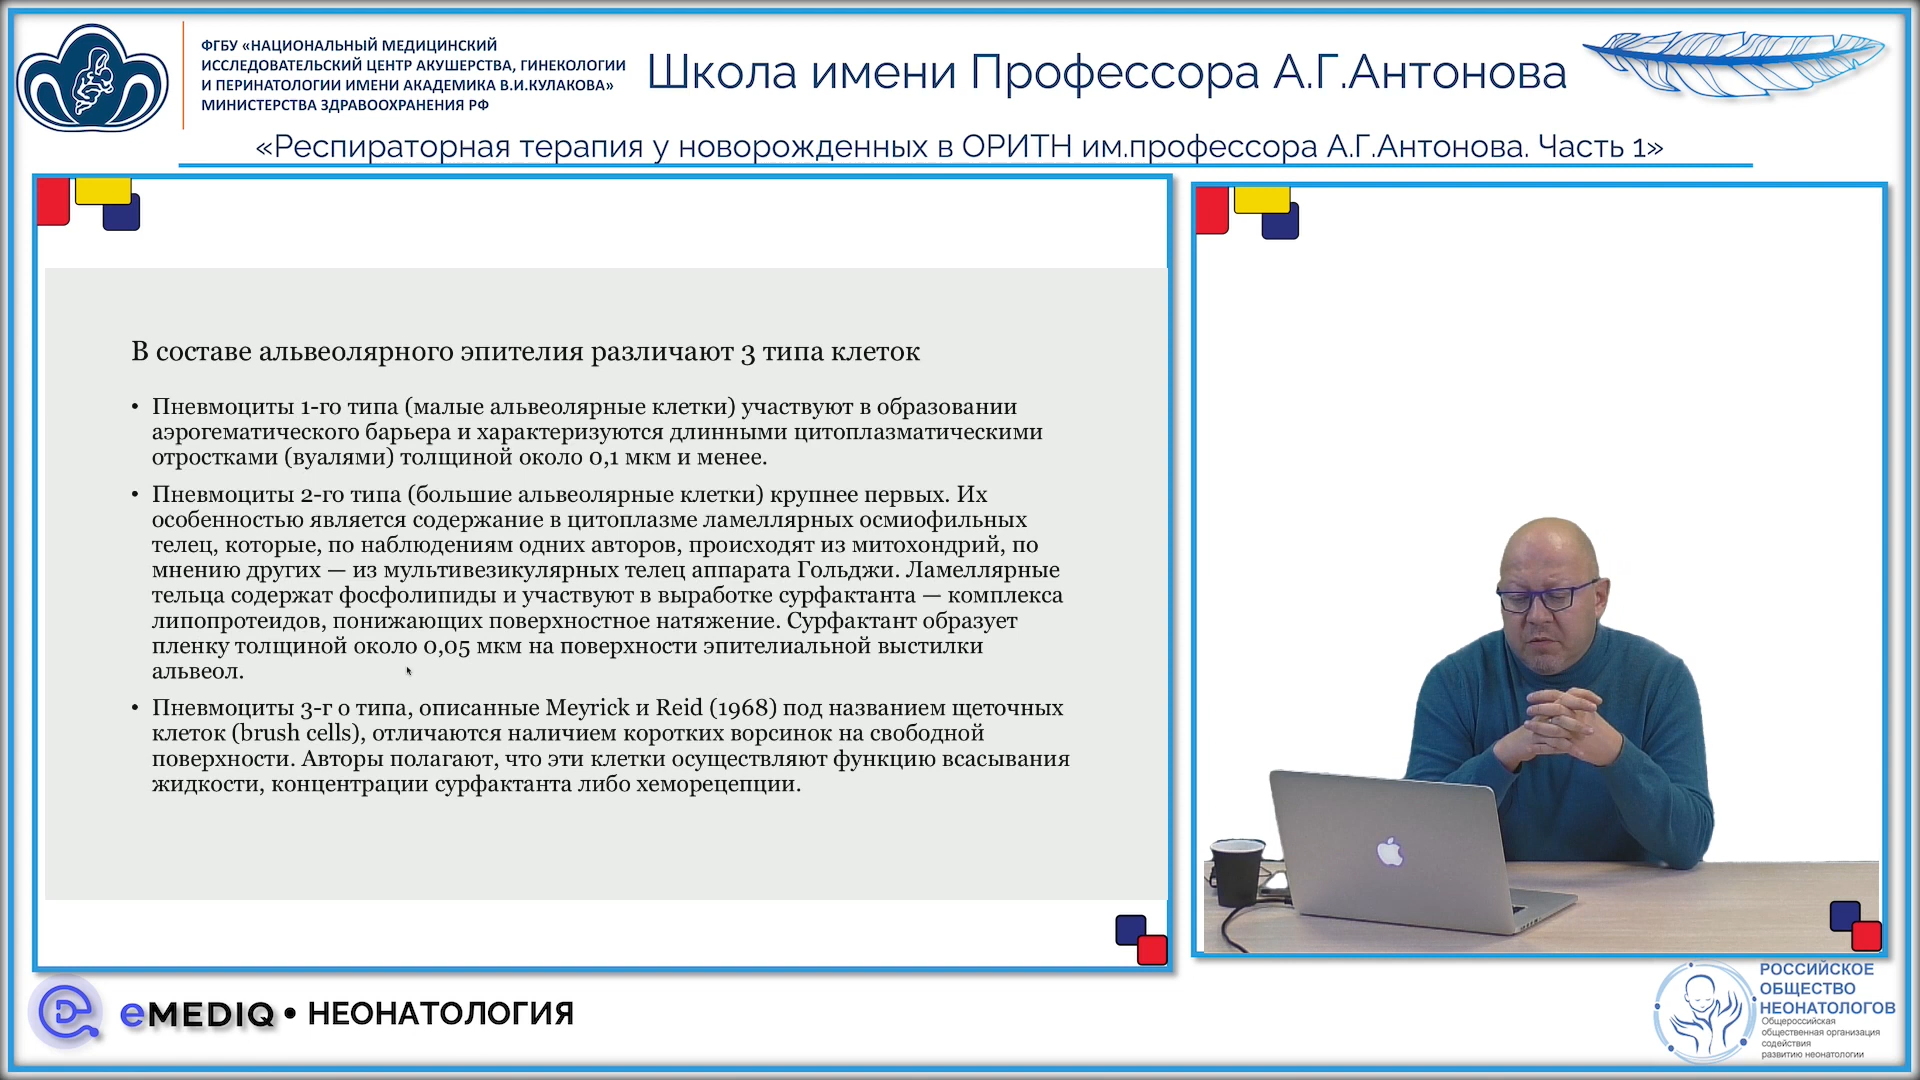 ФГБУ «НАЦИОНАЛЬНЫЙ МЕДИЦИНСКИЙ
ИССЛЕДОВАТЕЛЬСКИЙ ЦЕНТР АКУШЕРСТВА, ГИНЕКОЛОГИИ
И ПЕРИНАТОЛОГИИ ИМЕНИ АКАДЕМИКА В.И.КУЛАКОВА»
МИНИСТЕРСТВА ЗДРАВООХРАНЕНИЯ РФ
Школа имени Профессора А.Г.Антонова
«Респираторная терапия у новорожденных в ОРИТН им.профессора А.Г.Антонова. Часть 1»
В составе альвеолярного эпителия различают 3 типа клеток
• Пневмоциты 1-го типа (малые альвеолярные клетки) участвуют в образовании
аэрогематического барьера и характеризуются длинными цитоплазматическими
отростками (вуалями) толщиной около 0,1 мкм и менее.
• Пневмоциты 2-го типа (большие альвеолярные клетки) крупнее первых. Их
особенностью является содержание в цитоплазме ламеллярных осмиофильных
телец, которые, по наблюдениям одних авторов, происходят из митохондрий, по
мнению других — из мультивезикулярных телец аппарата Гольджи. Ламеллярные
тельца содержат фосфолипиды и участвуют в выработке сурфактанта — комплекса
липопротеидов, понижающих поверхностное натяжение. Сурфактант образует
пленку толщиной около 0,05 мкм на поверхности эпителиальной выстилки
альвеол.
• Пневмоциты 3-г о типа, описанные Meyrick и Reid (1968) под названием щеточных
клеток (brush cells), отличаются наличием коротких ворсинок на свободной
поверхности. Авторы полагают, что эти клетки осуществляют функцию всасывания
жидкости, концентрации сурфактанта либо хеморецепции.
eMEDIQ • НЕОНАТОЛОГИЯ
РОССИЙСКОЕ
ОБЩЕСТВО
НЕОНАТОЛОГОВ
Общероссийская
общественная организация
содействия
развитию неонатологии